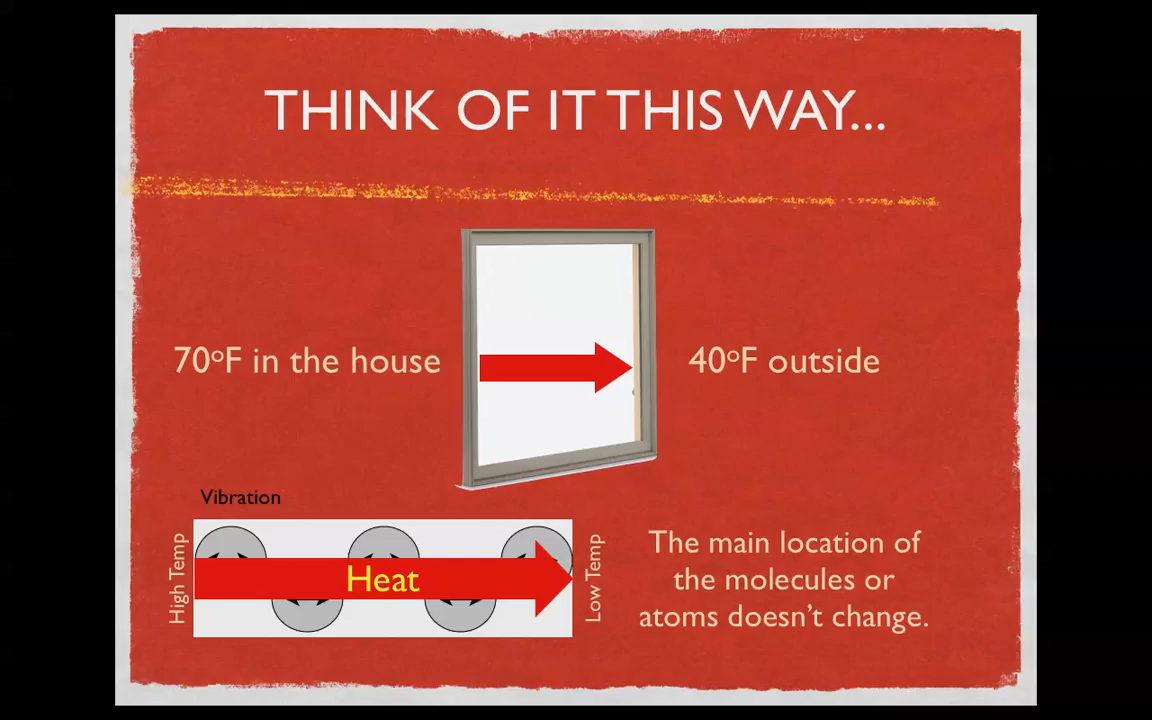 THINK OF IT THIS WAY...
70°F in the house
40°F outside
Vibration
High Temp
Heat
Low Temp
The main location of
the molecules or
atoms doesn't change.